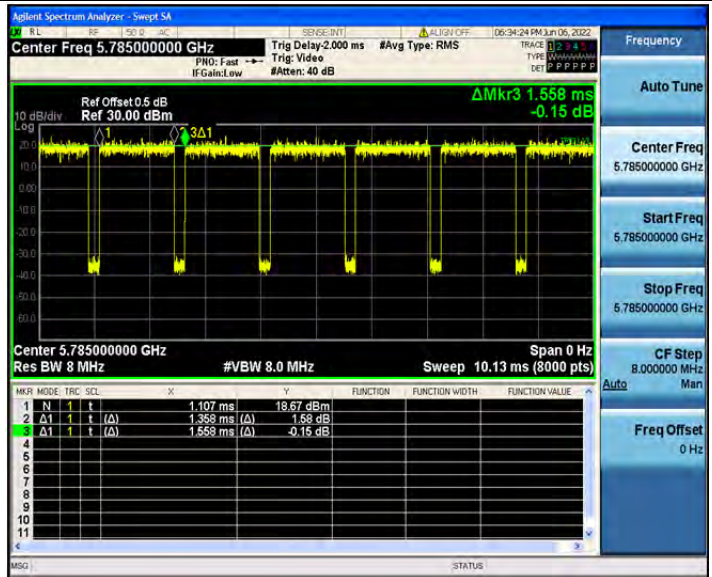 Agilent Spectrum Analyzer - Swept SA
RL RF 50 Ω AC SENSE:INT ALIGN OFF 06:34:24 PM Jun 06, 2022
Center Freq 5.785000000 GHz
PNO: Fast
IFGain:Low
Trig Delay-2.000 ms
Trig: Video
#Atten: 40 dB
#Avg Type: RMS
TRACE 1 2 3 4 5 6
TYPE
DET P P P P P P
Frequency
ΔMkr3 1.558 ms
-0.15 dB
Ref Offset 0.5 dB
10 dB/div Ref 30.00 dBm
Log
1 3Δ1
20.0
10.0
0.00
-10.0
-20.0
-30.0
-40.0
-50.0
-60.0
Center 5.785000000 GHz Span 0 Hz
Res BW 8 MHz #VBW 8.0 MHz Sweep 10.13 ms (8000 pts)
MKR MODE TRC SCL X Y FUNCTION FUNCTION WIDTH FUNCTION VALUE
1 N 1 t 1.107 ms 18.67 dBm
2 Δ1 1 t (Δ) 1.358 ms (Δ) 1.58 dB
3 Δ1 1 t (Δ) 1.558 ms (Δ) -0.15 dB
4
5
6
7
8
9
10
11
MSG STATUS
Auto Tune
Center Freq
5.785000000 GHz
Start Freq
5.785000000 GHz
Stop Freq
5.785000000 GHz
CF Step
8.000000 MHz
Auto Man
Freq Offset
0 Hz